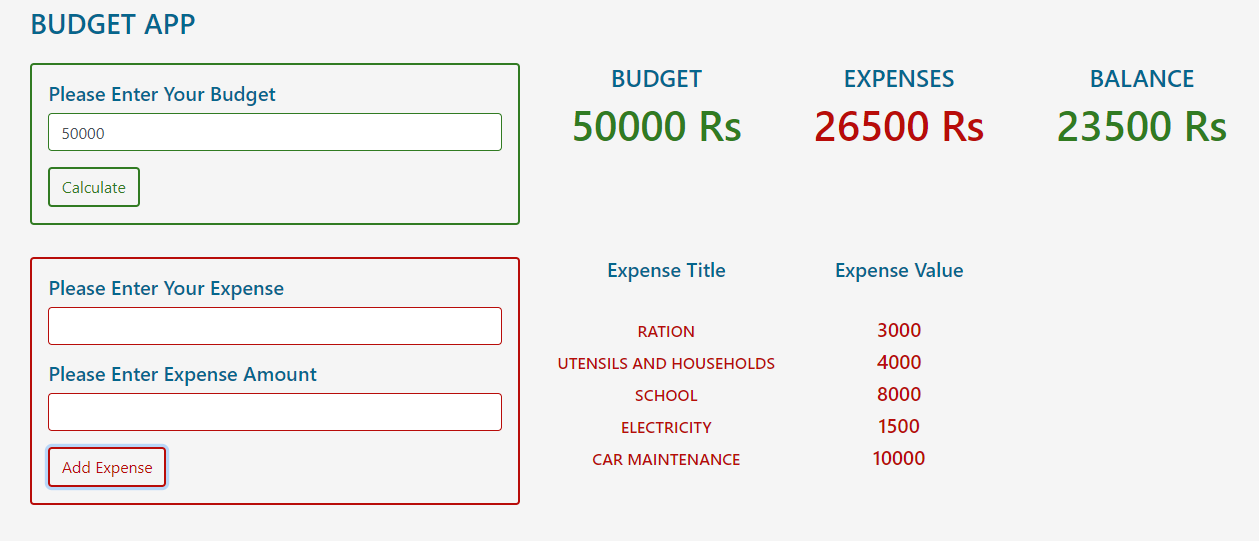 BUDGET APP
Please Enter Your Budget
50000
Calculate
BUDGET EXPENSES BALANCE
50000 Rs 26500 Rs 23500 Rs
Please Enter Your Expense
Please Enter Expense Amount
Add Expense
Expense Title Expense Value
RATION 3000
UTENSILS AND HOUSEHOLDS 4000
SCHOOL 8000
ELECTRICITY 1500
CAR MAINTENANCE 10000